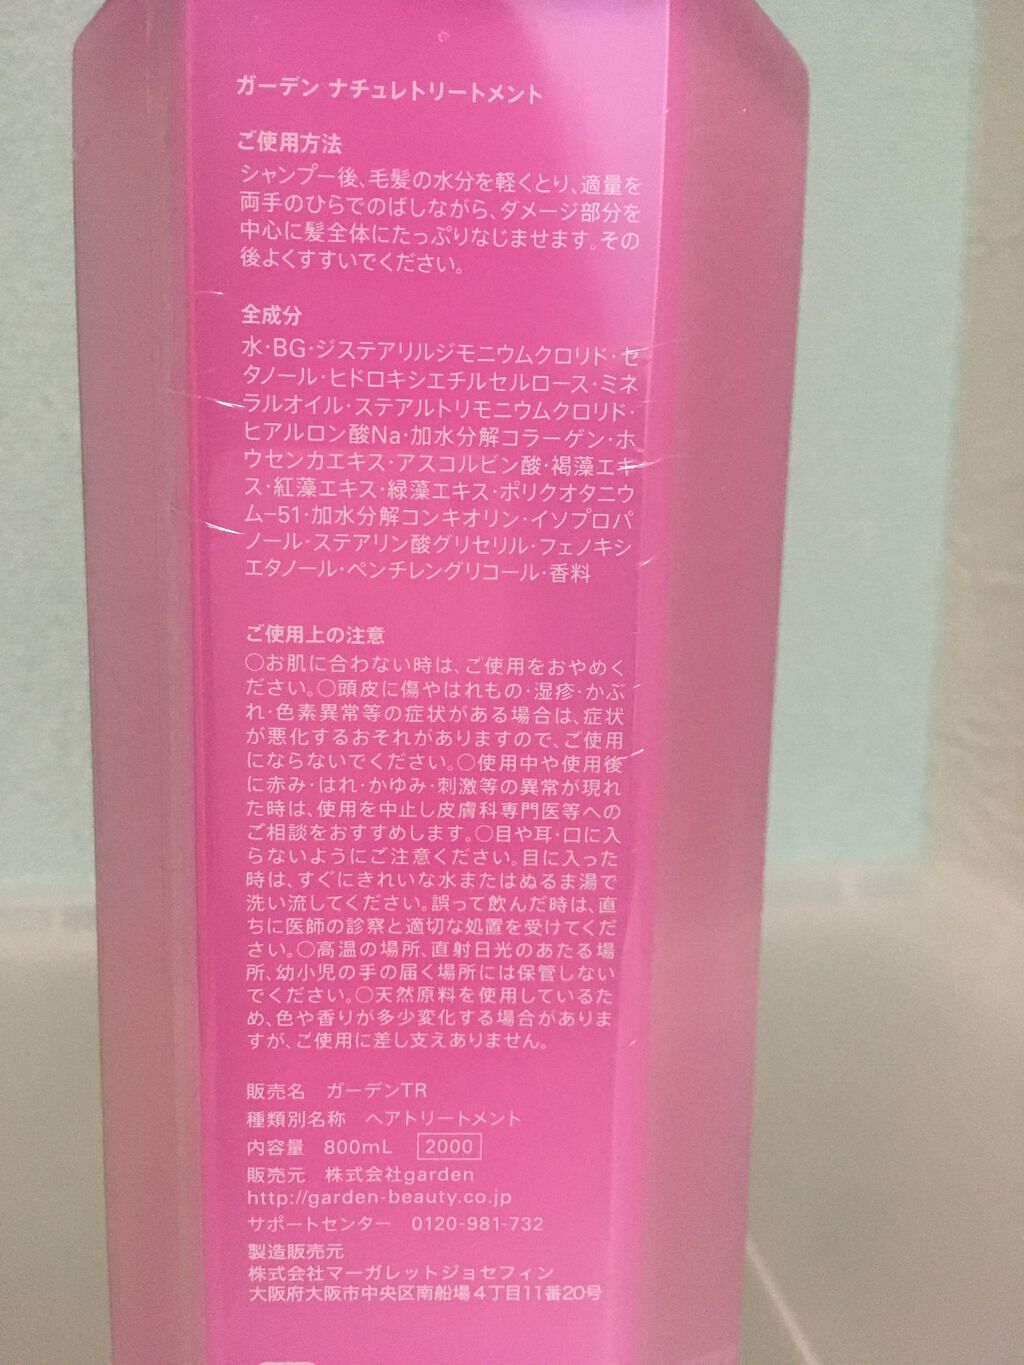 ガーデン ナチュレトリートメント
ご使用方法
シャンプー後、毛髪の水分を軽くとり、適量を
両手のひらでのばしながら、ダメージ部分を
中心に髪全体にたっぷりなじませます。その
後よくすすいでください。
全成分
水・BG・ジステアリルジモニウムクロリド・セ
タノール・ヒドロキシエチルセルロース・ミネ
ラルオイル・ステアルトリモニウムクロリド・
ヒアルロン酸Na・加水分解コラーゲン・ホ
ウセンカエキス・アスコルビン酸・褐藻エキ
ス・紅藻エキス・緑藻エキス・ポリクオタニウ
ム−51・加水分解コンキオリン・イソプロパ
ノール・ステアリン酸グリセリル・フェノキシ
エタノール・ペンチレングリコール・香料
ご使用上の注意
○お肌に合わない時は、ご使用をおやめく
ださい。○頭皮に傷やはれもの・湿疹・かぶ
れ・色素異常等の症状がある場合は、症状
が悪化するおそれがありますので、ご使用
にならないでください。○使用中や使用後
に赤み・はれ・かゆみ・刺激等の異常が現れ
た時は、使用を中止し皮膚科専門医等への
ご相談をおすすめします。○目や耳・口に入
らないようにご注意ください。目に入った
時は、すぐにきれいな水またはぬるま湯で
洗い流してください。誤って飲んだ時は、直
ちに医師の診察と適切な処置を受けてくだ
さい。○高温の場所、直射日光のあたる場
所、幼小児の手の届く場所には保管しない
でください。○天然原料を使用しているた
め、色や香りが多少変化する場合がありま
すが、ご使用に差し支えありません。
販売名 ガーデンTR
種類別名称 ヘアトリートメント
内容量 800mL 2000
販売元 株式会社garden
http://garden-beauty.co.jp
サポートセンター 0120-981-732
製造販売元
株式会社マーガレットジョセフィン
大阪府大阪市中央区南船場4丁目11番20号